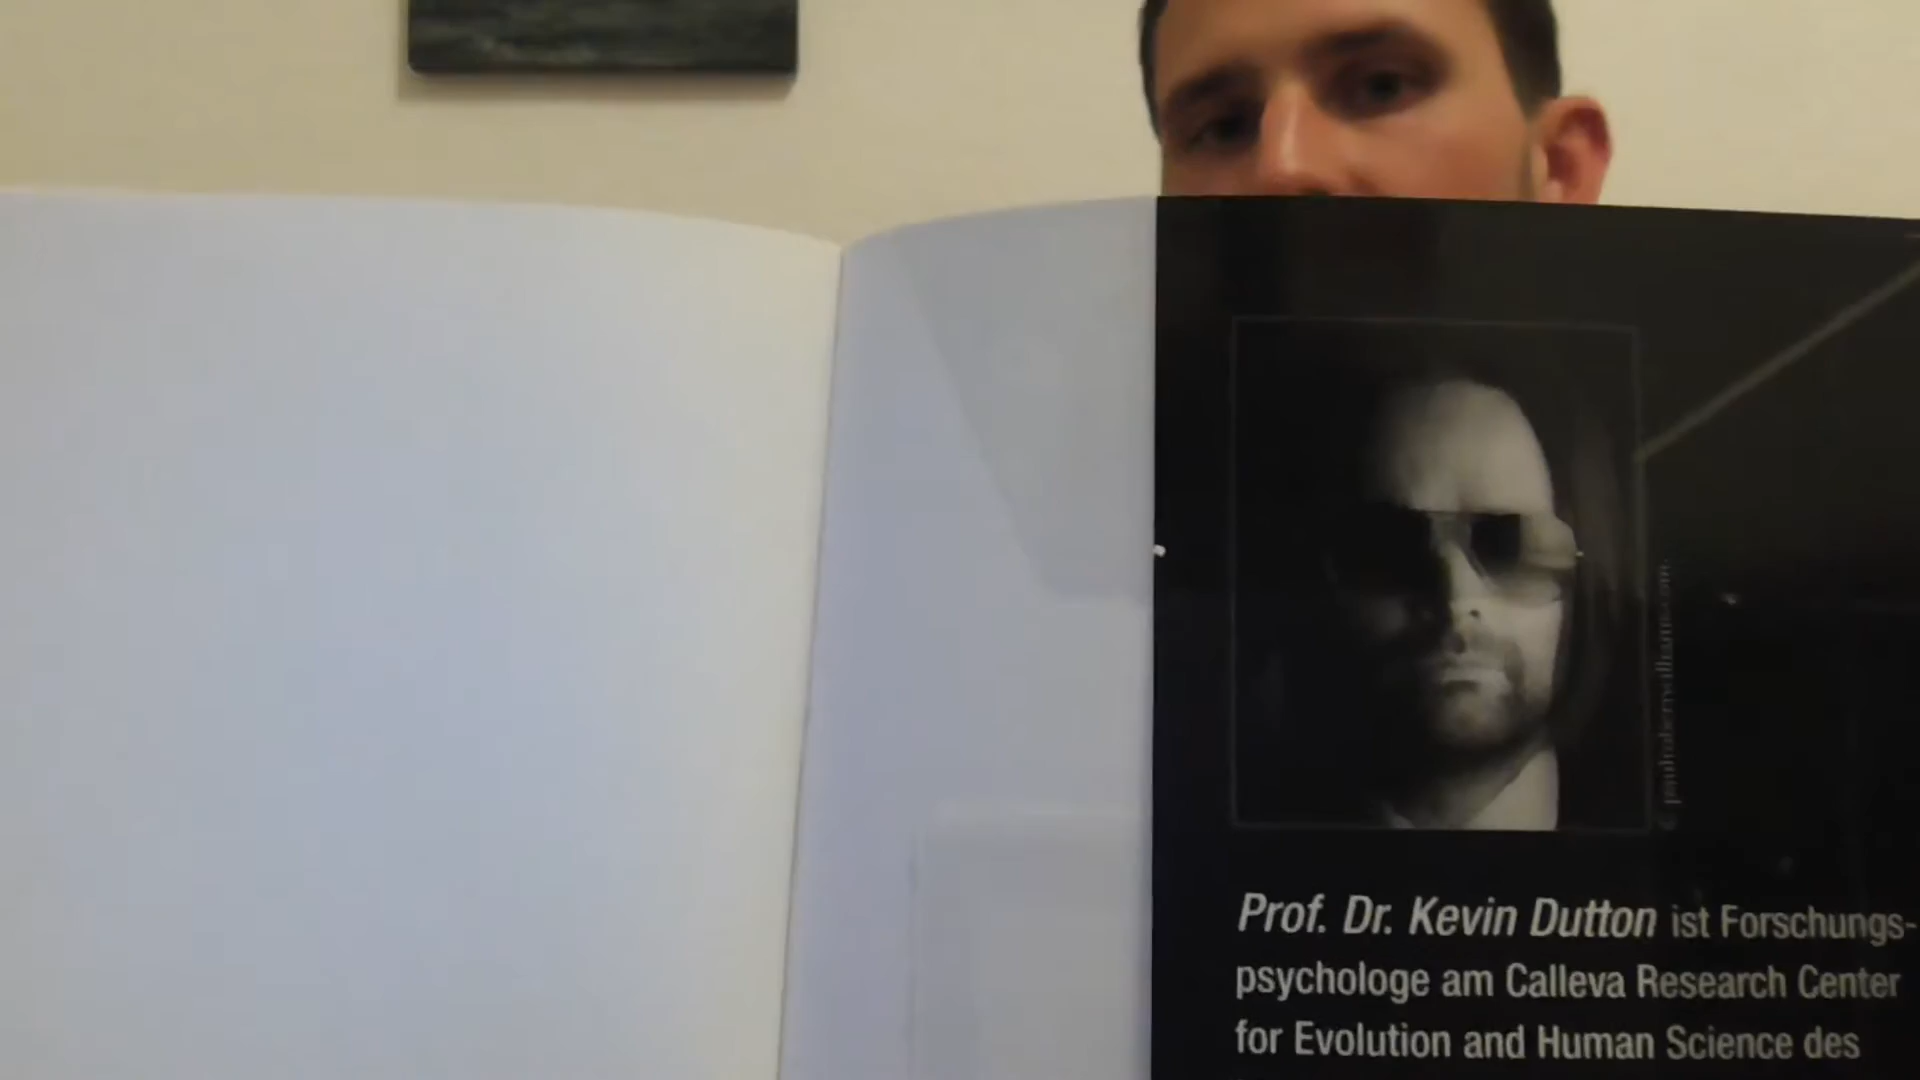 Prof. Dr. Kevin Dutton ist Forschungs-
psychologe am Calleva Research Center
for Evolution and Human Science des